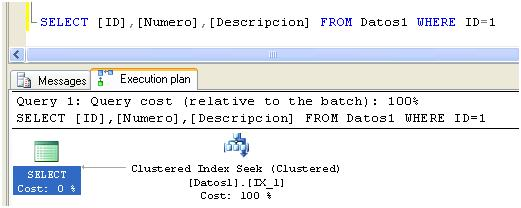 SELECT [ID],[Numero],[Descripcion] FROM Datos1 WHERE ID=1
Messages Execution plan
Query 1: Query cost (relative to the batch): 100%
SELECT [ID],[Numero],[Descripcion] FROM Datos1 WHERE ID=1
SELECT
Cost: 0 %
Clustered Index Seek (Clustered)
[Datos1].[IX_1]
Cost: 100 %